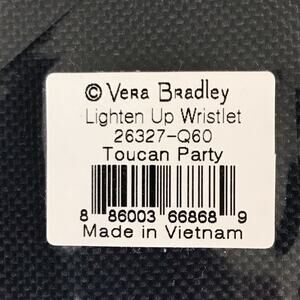 © Vera Bradley
Lighten Up Wristlet
26327-Q60
Toucan Party
8 86003 66868 9
Made in Vietnam